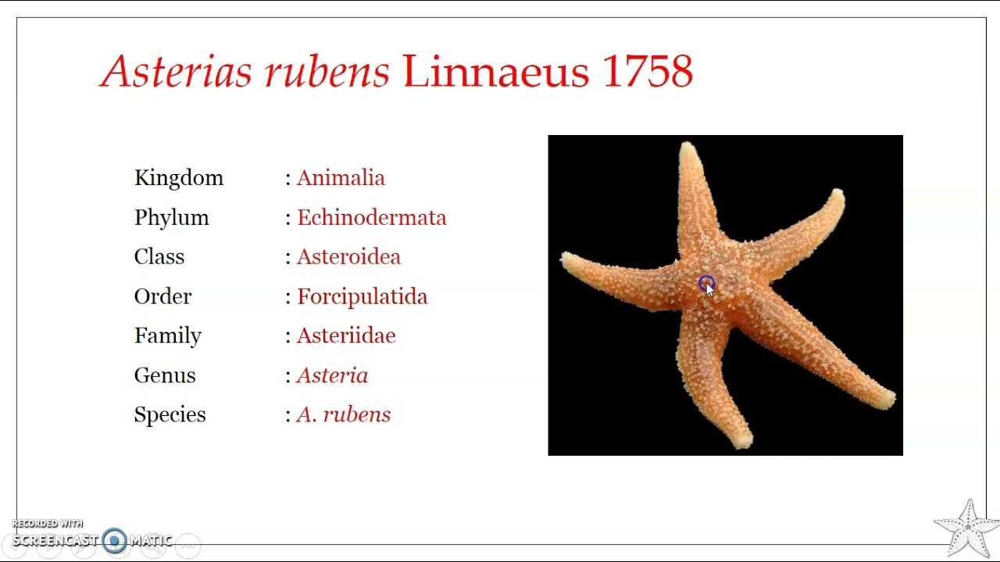 Asterias rubens Linnaeus 1758
Kingdom : Animalia
Phylum : Echinodermata
Class : Asteroidea
Order : Forcipulatida
Family : Asteriidae
Genus : Asteria
Species : A. rubens
RECORDED WITH
SCREENCAST MATIC